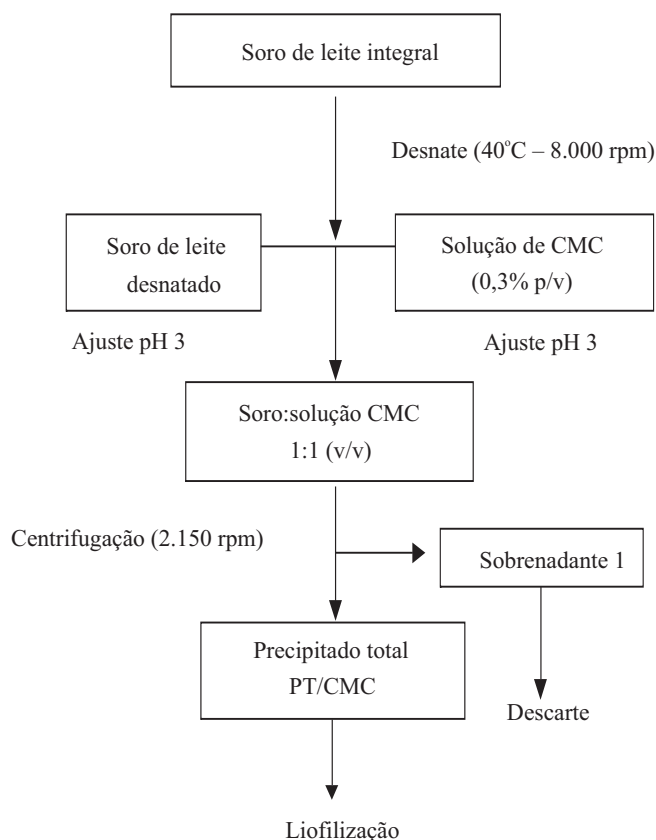 Soro de leite integral
Desnate (40°C – 8.000 rpm)
Soro de leite
desnatado
Solução de CMC
(0,3% p/v)
Ajuste pH 3
Ajuste pH 3
Soro:solução CMC
1:1 (v/v)
Centrifugação (2.150 rpm)
Sobrenadante 1
Precipitado total
PT/CMC
Descarte
Liofilização